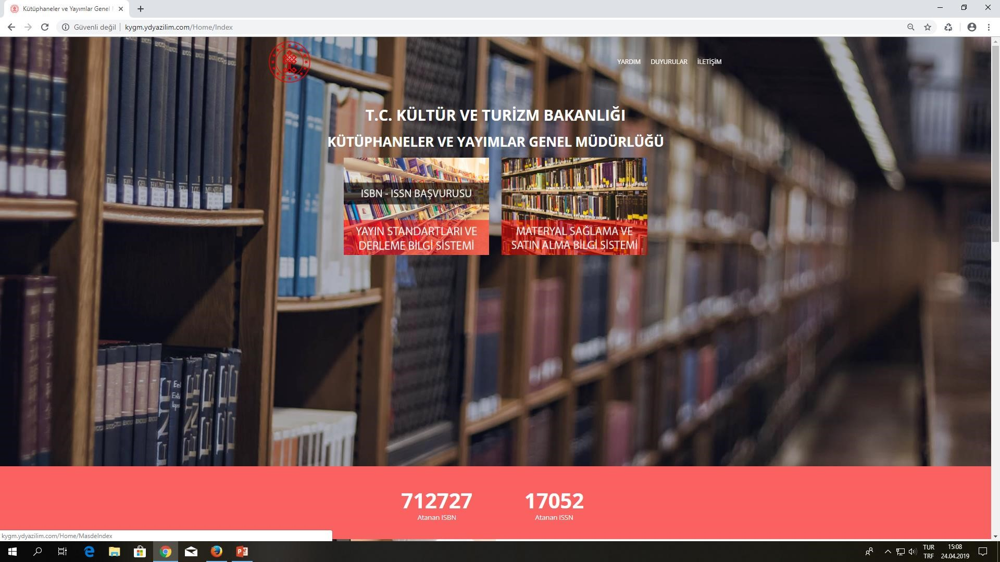 Kütüphaneler ve Yayımlar Genel
Güvenli değil
kygm.ydyazilim.com/Home/Index
YARDIM DUYURULAR İLETİŞİM
T.C. KÜLTÜR VE TURİZM BAKANLIĞI
KÜTÜPHANELER VE YAYIMLAR GENEL MÜDÜRLÜĞÜ
ISBN - ISSN BAŞVURUSU
YAYIN STANDARTLARI VE
DERLEME BİLGİ SİSTEMİ
MATERYAL SAĞLAMA VE
SATIN ALMA BİLGİ SİSTEMİ
712727
Atanan ISBN
17052
Atanan ISSN
kygm.ydyazilim.com/Home/MasdeIndex
TUR
TRF
15:08
24.04.2019